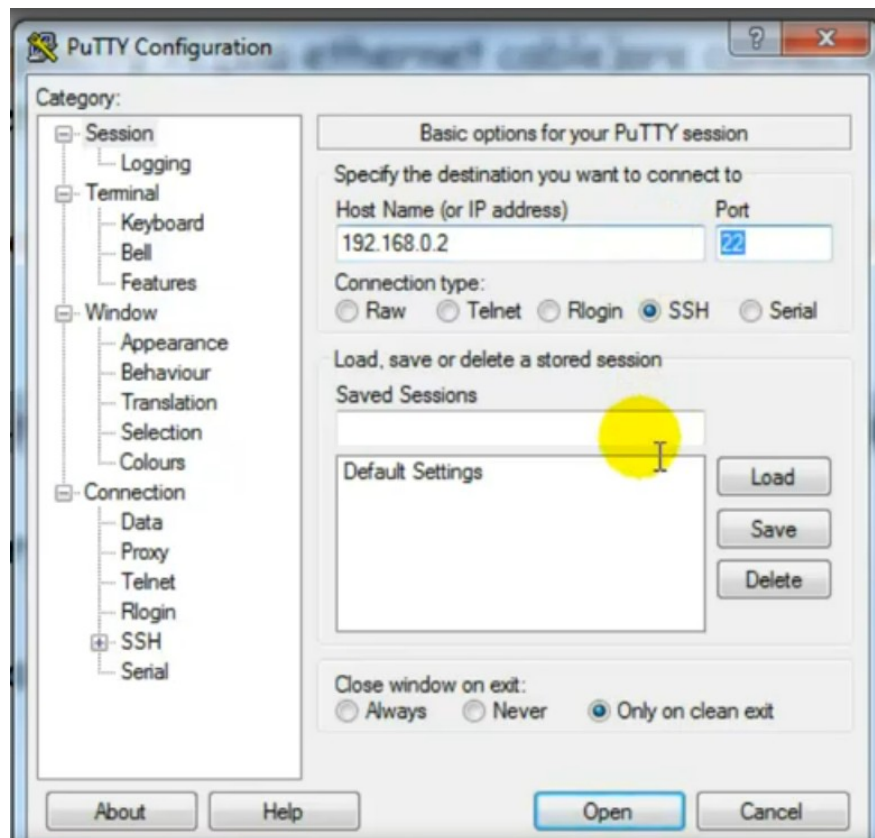 PuTTY Configuration
ethernet cable
Category:
Session
Logging
Terminal
Keyboard
Bell
Features
Window
Appearance
Behaviour
Translation
Selection
Colours
Connection
Data
Proxy
Telnet
Rlogin
SSH
Serial
Basic options for your PuTTY session
Specify the destination you want to connect to
Host Name (or IP address) Port
192.168.0.2 22
Connection type:
Raw Telnet Rlogin SSH Serial
Load, save or delete a stored session
Saved Sessions
Default Settings
Load
Save
Delete
Close window on exit:
Always Never Only on clean exit
About Help Open Cancel